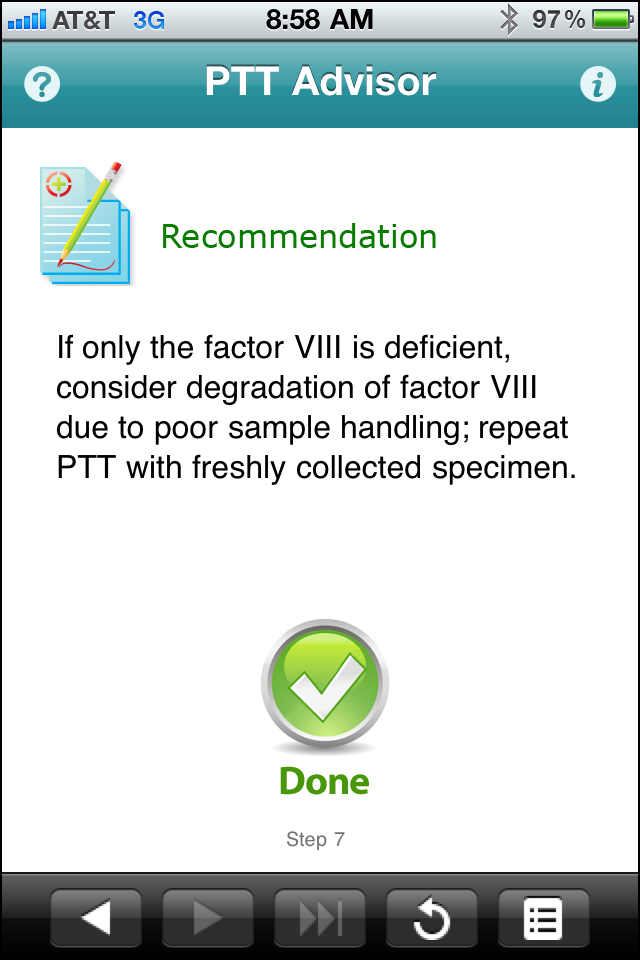 AT&T 3G 8:58 AM 97%
? PTT Advisor i
Recommendation
If only the factor VIII is deficient,
consider degradation of factor VIII
due to poor sample handling; repeat
PTT with freshly collected specimen.
Done
Step 7